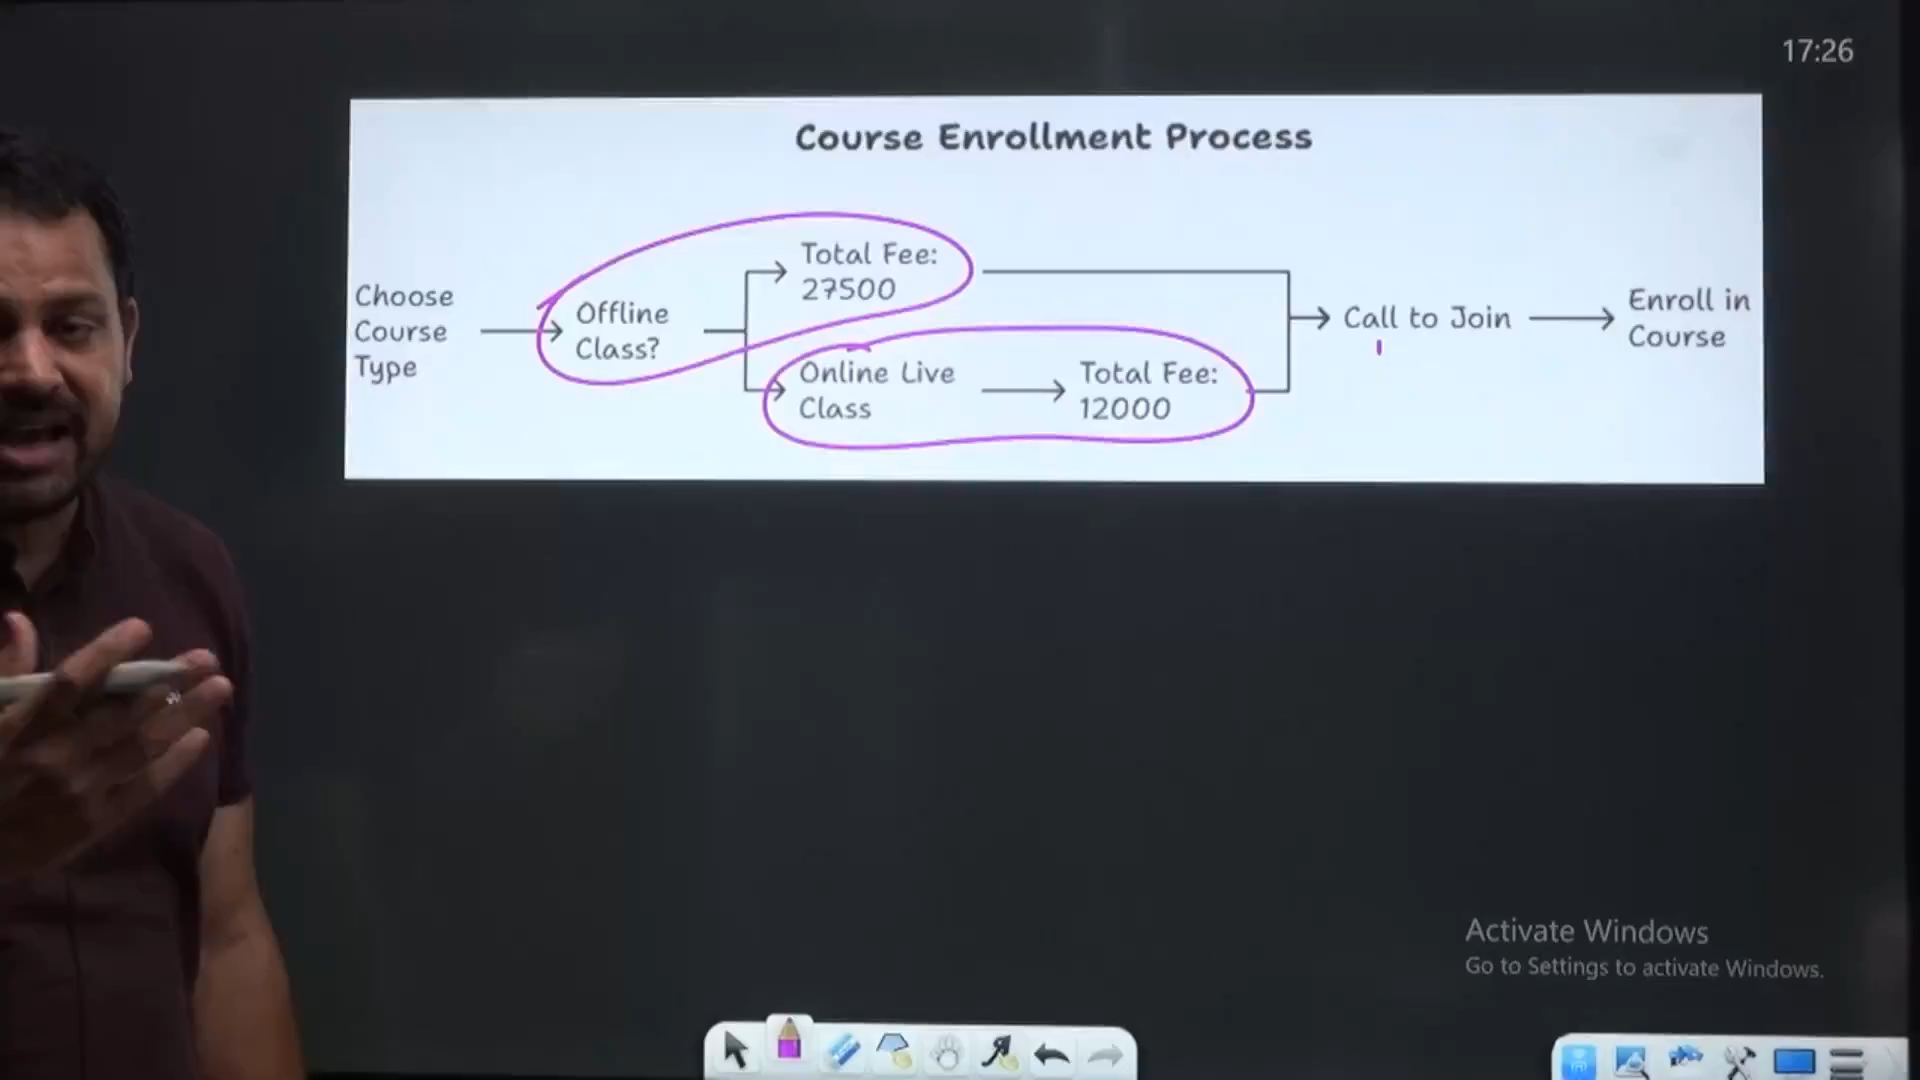 17:26
Course Enrollment Process
Choose
Course
Type
Offline
Class?
Total Fee:
27500
Online Live
Class
Total Fee:
12000
Call to Join
Enroll in
Course
Activate Windows
Go to Settings to activate Windows.